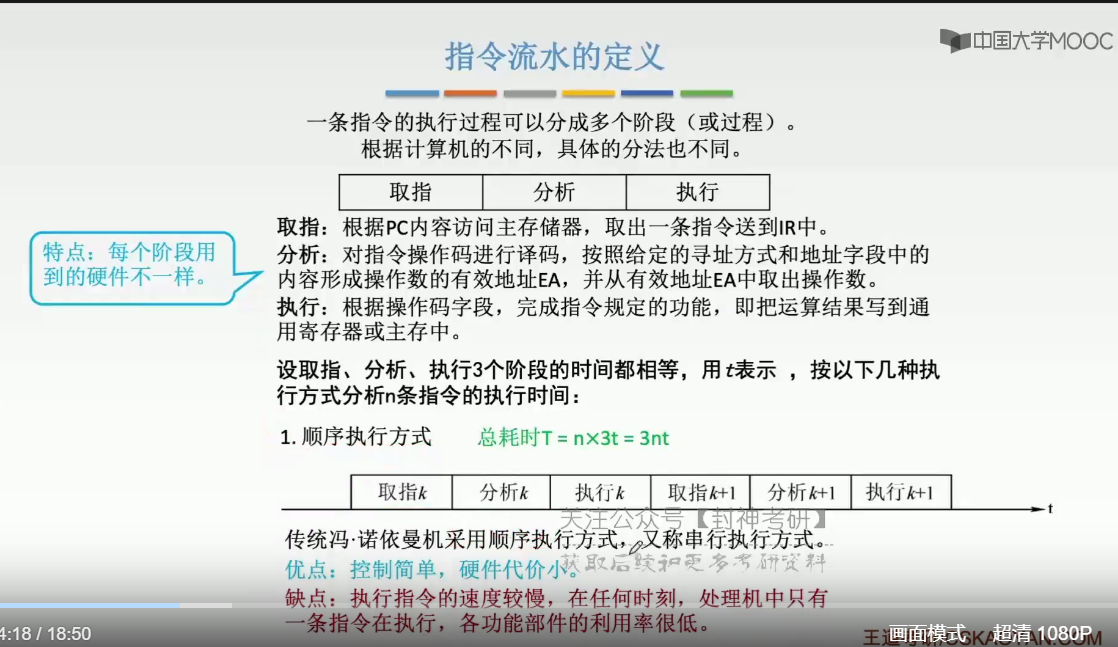 中国大学MOOC
指令流水的定义
一条指令的执行过程可以分成多个阶段（或过程）。
根据计算机的不同，具体的分法也不同。
取指 分析 执行
取指：根据PC内容访问主存储器，取出一条指令送到IR中。
分析：对指令操作码进行译码，按照给定的寻址方式和地址字段中的
内容形成操作数的有效地址EA，并从有效地址EA中取出操作数。
执行：根据操作码字段，完成指令规定的功能，即把运算结果写到通
用寄存器或主存中。
特点：每个阶段用
到的硬件不一样。
设取指、分析、执行3个阶段的时间都相等，用 t表示 ，按以下几种执
行方式分析n条指令的执行时间：
1. 顺序执行方式 总耗时T = n×3t = 3nt
取指k 分析k 执行k 取指k+1 分析k+1 执行k+1
t
关注公众号【封神考研】
传统冯·诺依曼机采用顺序执行方式，又称串行执行方式。
获取后续和更多考研资料
优点：控制简单，硬件代价小。
缺点：执行指令的速度较慢，在任何时刻，处理机中只有
一条指令在执行，各功能部件的利用率很低。
4:18 / 18:50
画面模式 超清 1080P